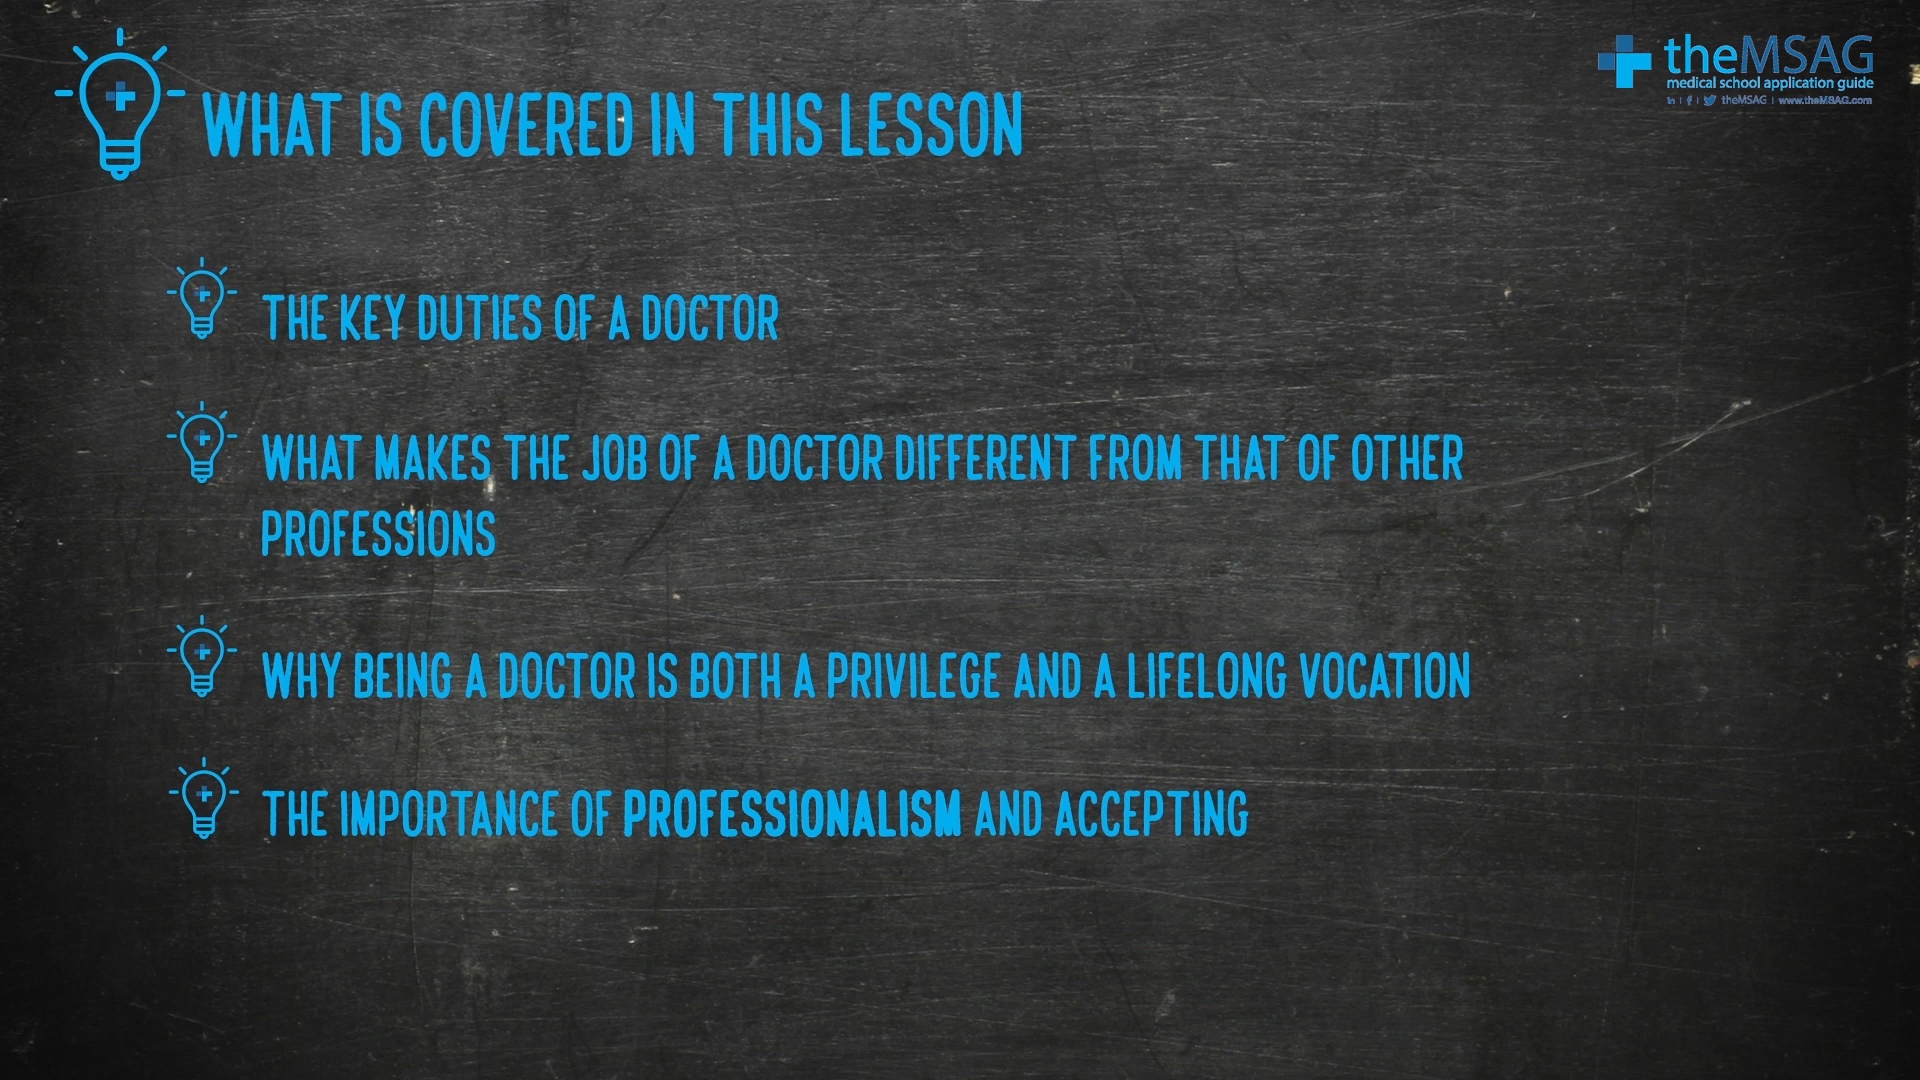 theMSAG
medical school application guide
in | f | theMSAG | www.theMSAG.com
WHAT IS COVERED IN THIS LESSON
THE KEY DUTIES OF A DOCTOR
WHAT MAKES THE JOB OF A DOCTOR DIFFERENT FROM THAT OF OTHER
PROFESSIONS
WHY BEING A DOCTOR IS BOTH A PRIVILEGE AND A LIFELONG VOCATION
THE IMPORTANCE OF PROFESSIONALISM AND ACCEPTING